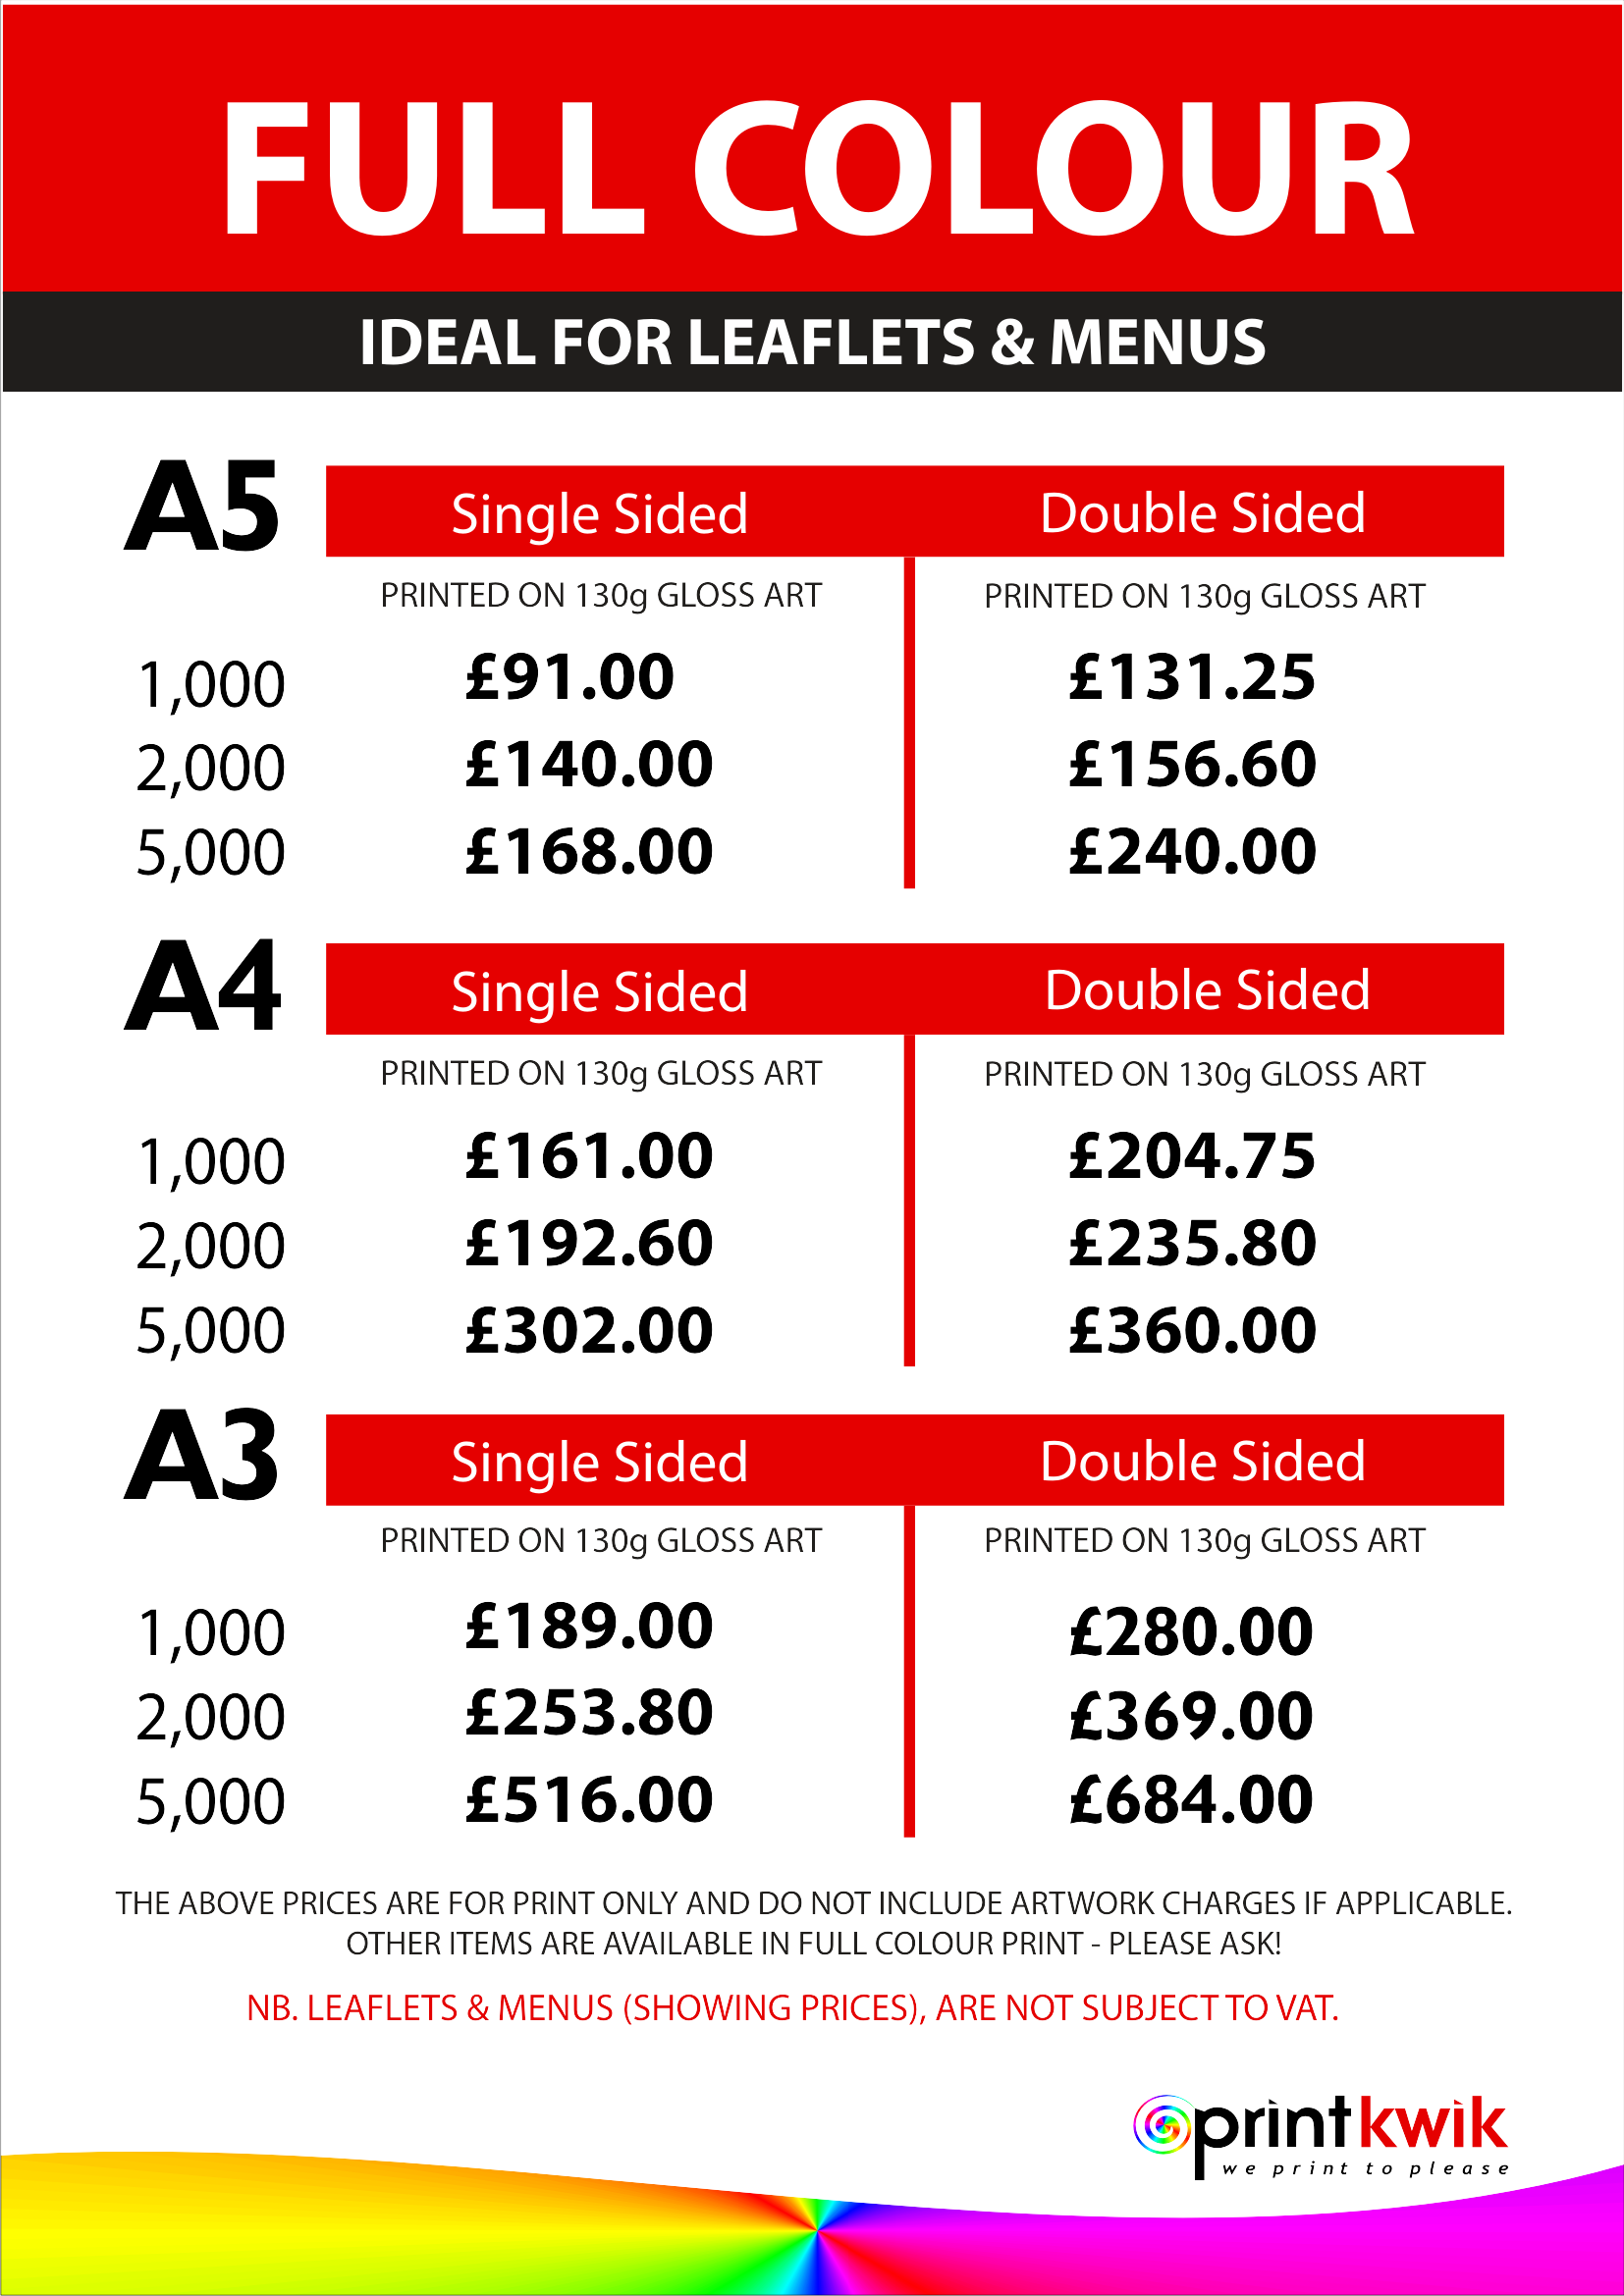 FULL COLOUR
IDEAL FOR LEAFLETS & MENUS
A5 Single Sided Double Sided
PRINTED ON 130g GLOSS ART PRINTED ON 130g GLOSS ART
1,000 £91.00 £131.25
2,000 £140.00 £156.60
5,000 £168.00 £240.00
A4 Single Sided Double Sided
PRINTED ON 130g GLOSS ART PRINTED ON 130g GLOSS ART
1,000 £161.00 £204.75
2,000 £192.60 £235.80
5,000 £302.00 £360.00
A3 Single Sided Double Sided
PRINTED ON 130g GLOSS ART PRINTED ON 130g GLOSS ART
1,000 £189.00 £280.00
2,000 £253.80 £369.00
5,000 £516.00 £684.00
THE ABOVE PRICES ARE FOR PRINT ONLY AND DO NOT INCLUDE ARTWORK CHARGES IF APPLICABLE.
OTHER ITEMS ARE AVAILABLE IN FULL COLOUR PRINT - PLEASE ASK!
NB. LEAFLETS & MENUS (SHOWING PRICES), ARE NOT SUBJECT TO VAT.
printkwik
we print to please